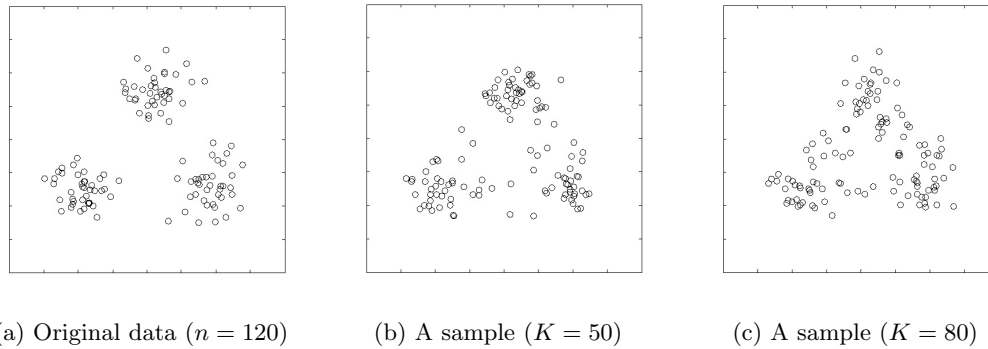 (a) Original data (n = 120)
(b) A sample (K = 50)
(c) A sample (K = 80)